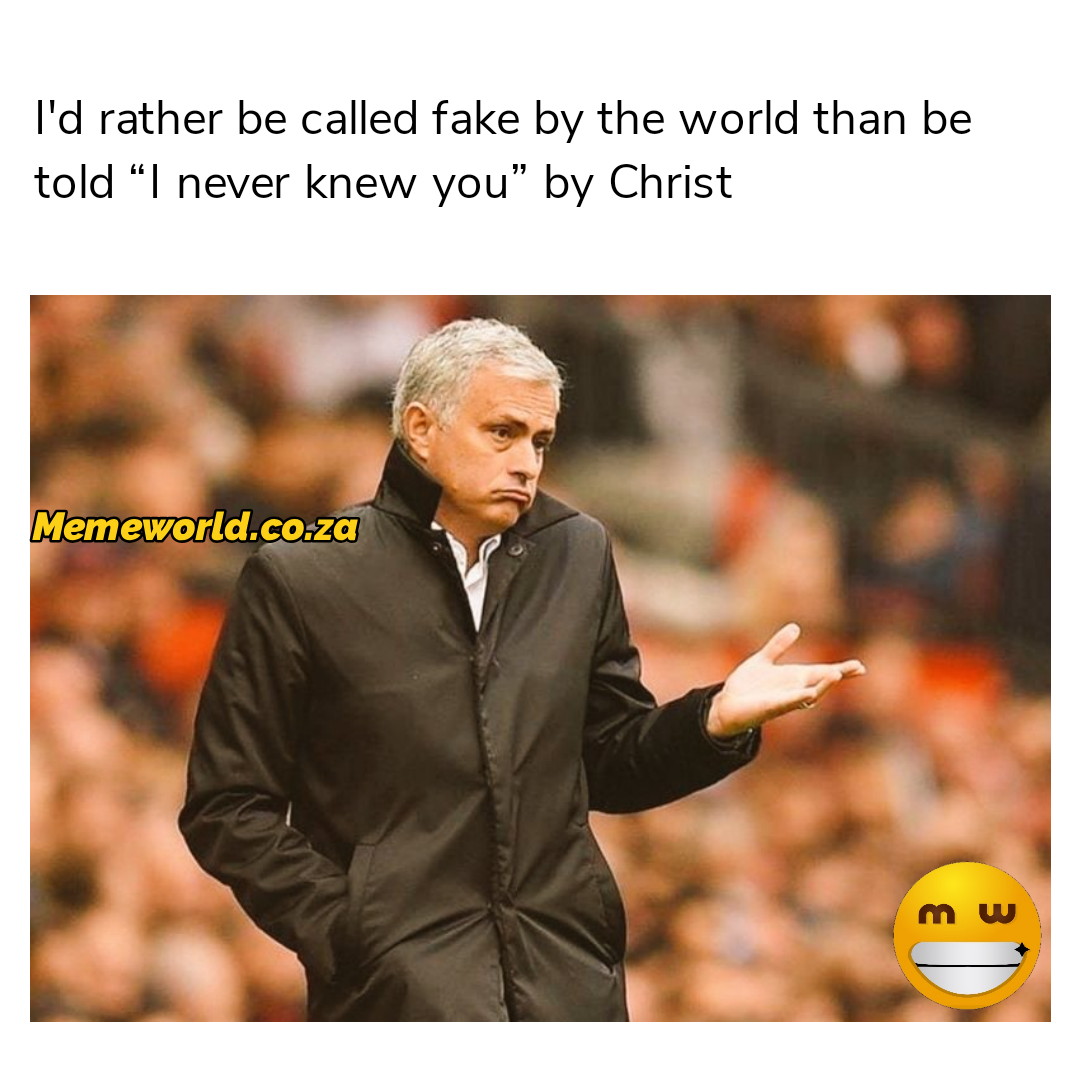 I'd rather be called fake by the world than be
told “I never knew you” by Christ
Memeworld.co.za
m w